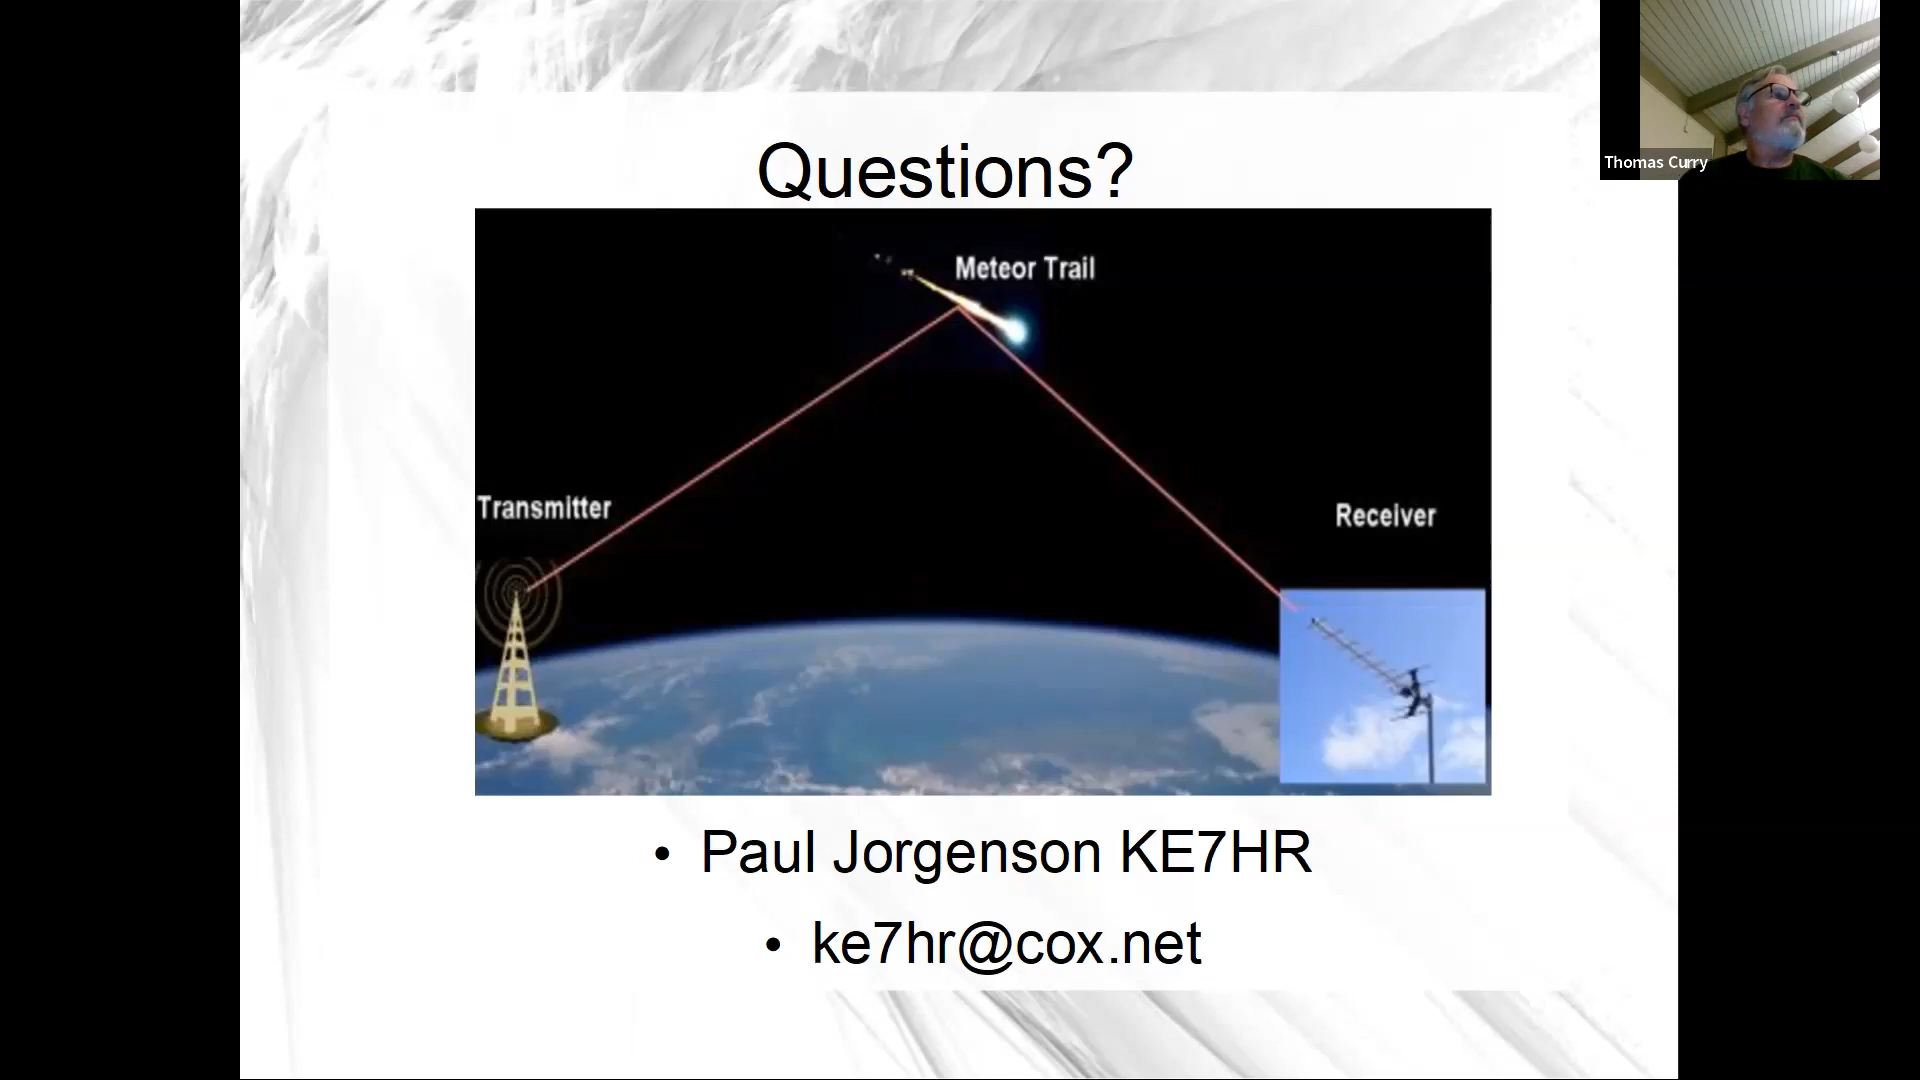 Questions?
Thomas Curry
Meteor Trail
Transmitter
Receiver
• Paul Jorgenson KE7HR
• ke7hr@cox.net